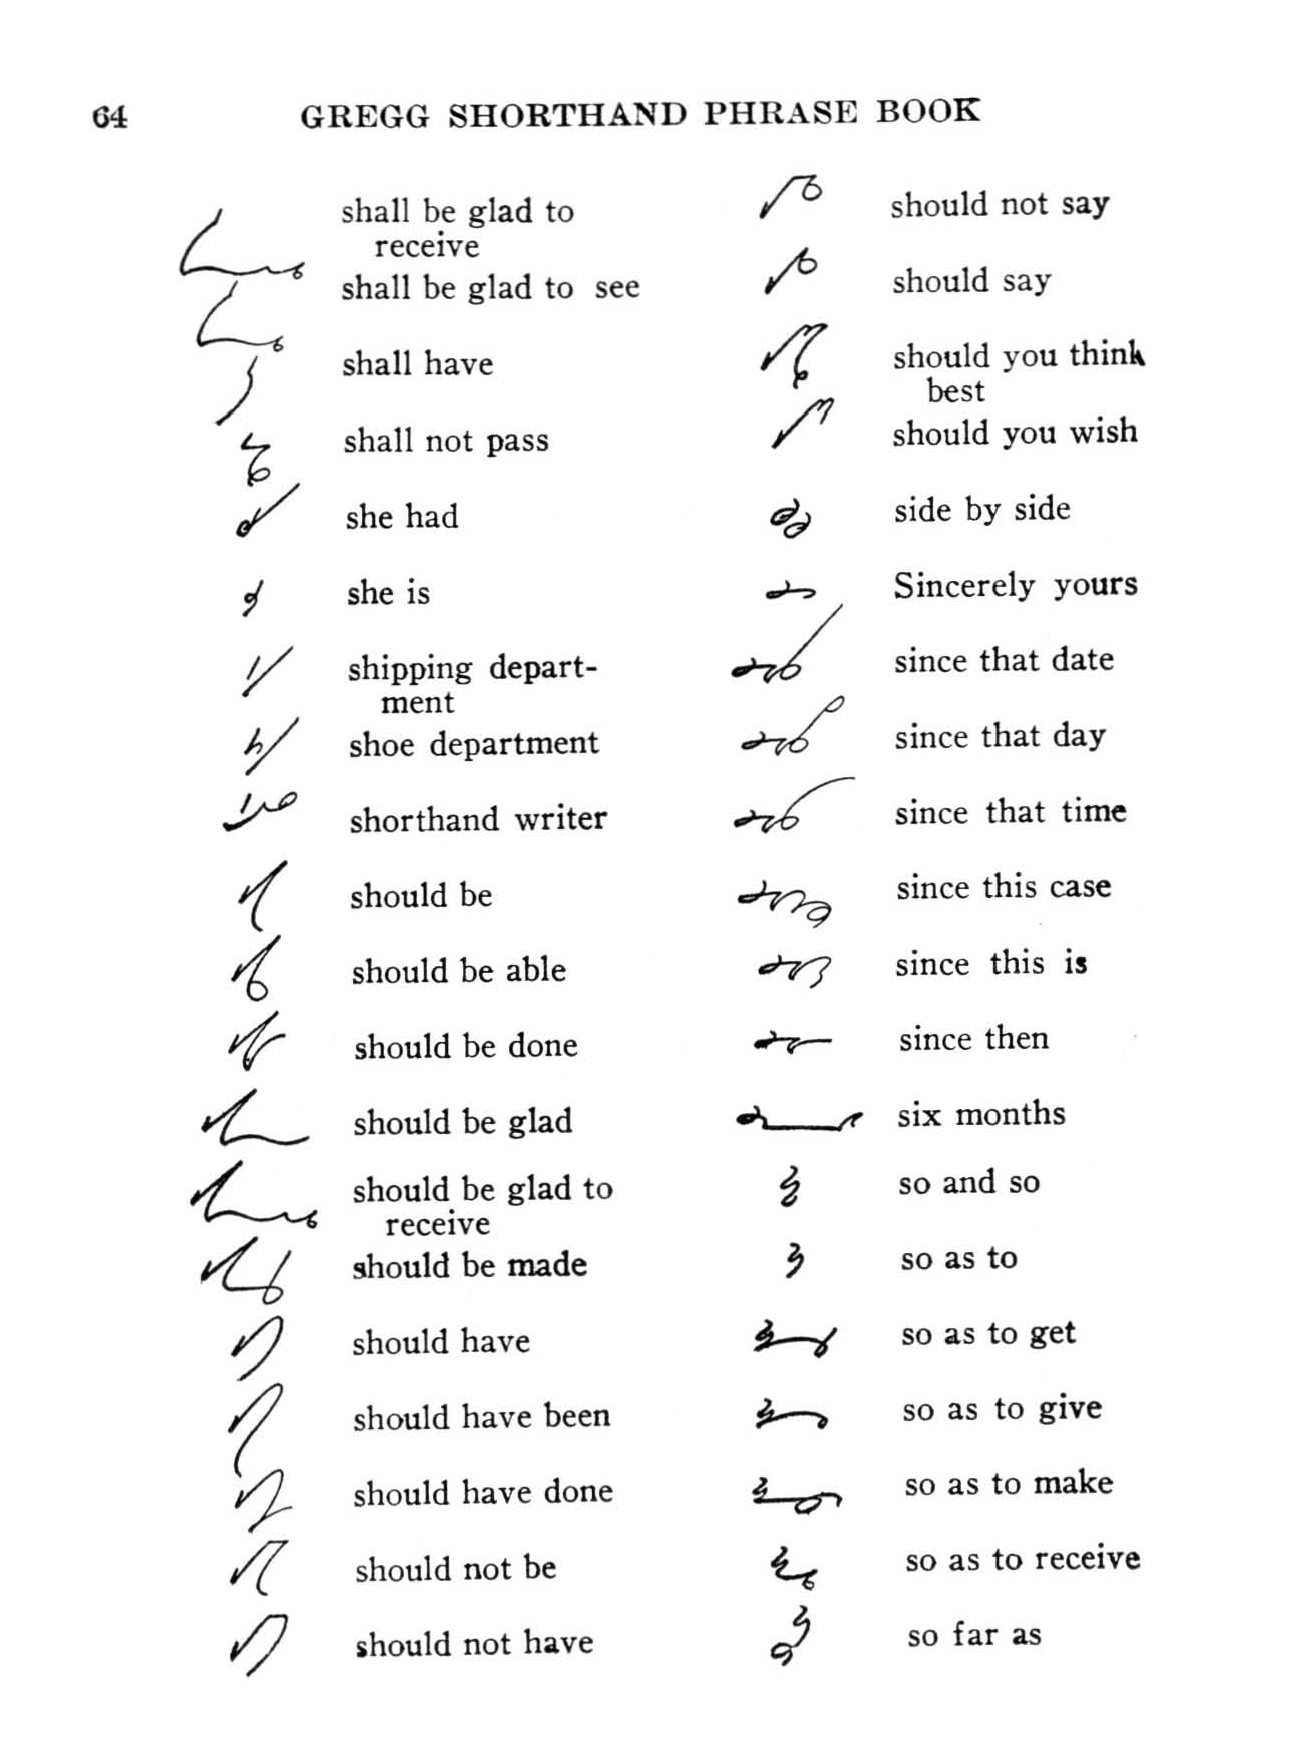 64 GREGG SHORTHAND PHRASE BOOK
shall be glad to
receive
shall be glad to see
shall have
shall not pass
she had
she is
shipping depart-
ment
shoe department
shorthand writer
should be
should be able
should be done
should be glad
should be glad to
receive
should be made
should have
should have been
should have done
should not be
should not have
should not say
should say
should you think
best
should you wish
side by side
Sincerely yours
since that date
since that day
since that time
since this case
since this is
since then
six months
so and so
so as to
so as to get
so as to give
so as to make
so as to receive
so far as